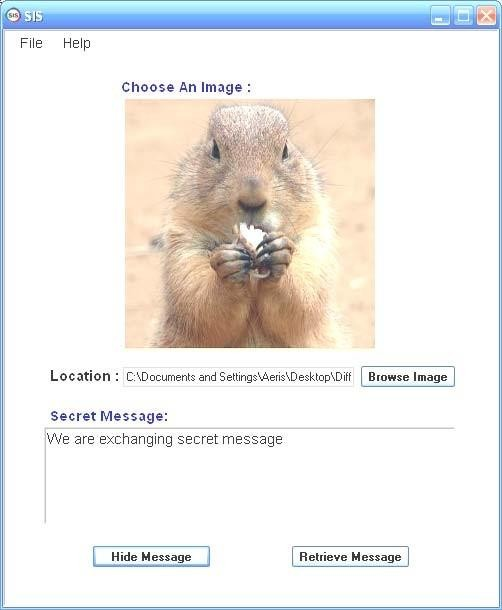 SIS SIS
File Help
Choose An Image :
Location : C:\Documents and Settings\Aeris\Desktop\Diff Browse Image
Secret Message:
We are exchanging secret message
Hide Message Retrieve Message